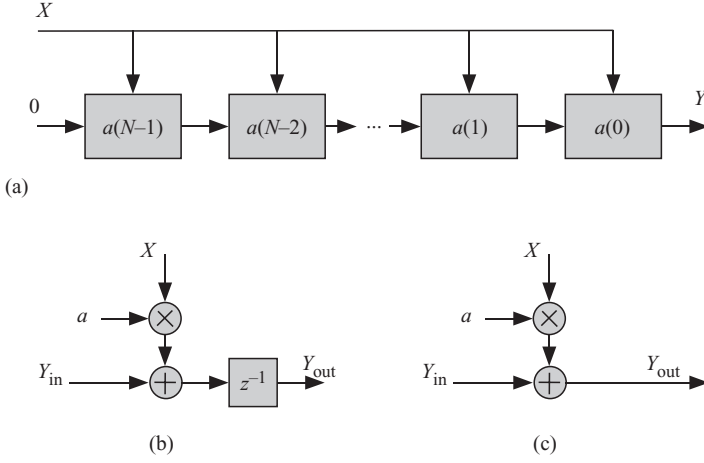 X
0 a(N–1) a(N–2) ... a(1) a(0) Y
(a)
X X
a × a ×
Y_in + z⁻¹ Y_out Y_in + Y_out
(b) (c)